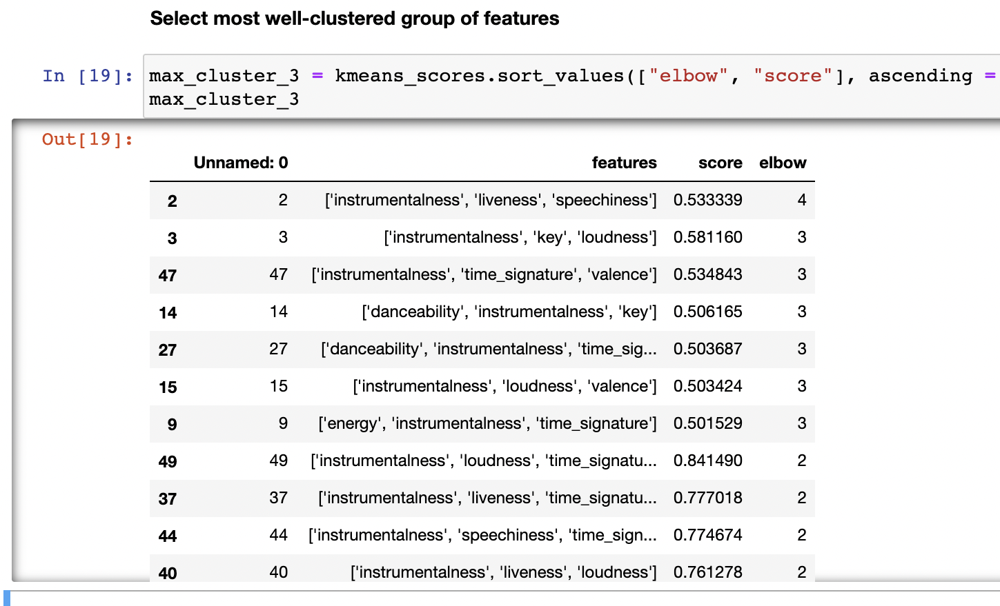 Select most well-clustered group of features
In [19]: max_cluster_3 = kmeans_scores.sort_values(["elbow", "score"], ascending =
max_cluster_3
Out[19]:
Unnamed: 0 features score elbow
2 2 ['instrumentalness', 'liveness', 'speechiness'] 0.533339 4
3 3 ['instrumentalness', 'key', 'loudness'] 0.581160 3
47 47 ['instrumentalness', 'time_signature', 'valence'] 0.534843 3
14 14 ['danceability', 'instrumentalness', 'key'] 0.506165 3
27 27 ['danceability', 'instrumentalness', 'time_sig... 0.503687 3
15 15 ['instrumentalness', 'loudness', 'valence'] 0.503424 3
9 9 ['energy', 'instrumentalness', 'time_signature'] 0.501529 3
49 49 ['instrumentalness', 'loudness', 'time_signatu... 0.841490 2
37 37 ['instrumentalness', 'liveness', 'time_signatu... 0.777018 2
44 44 ['instrumentalness', 'speechiness', 'time_sign... 0.774674 2
40 40 ['instrumentalness', 'liveness', 'loudness'] 0.761278 2